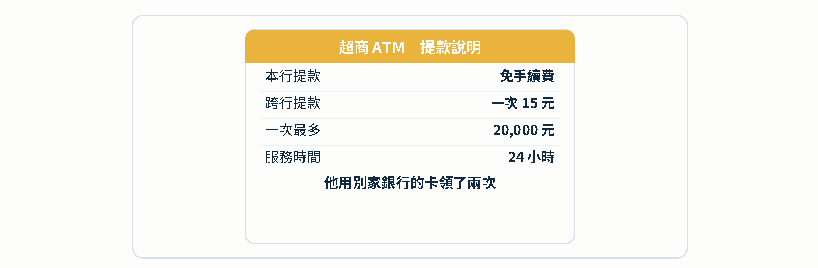 超商 ATM　提款說明
本行提款 免手續費
跨行提款 一次 15 元
一次最多 20,000 元
服務時間 24 小時
他用別家銀行的卡領了兩次